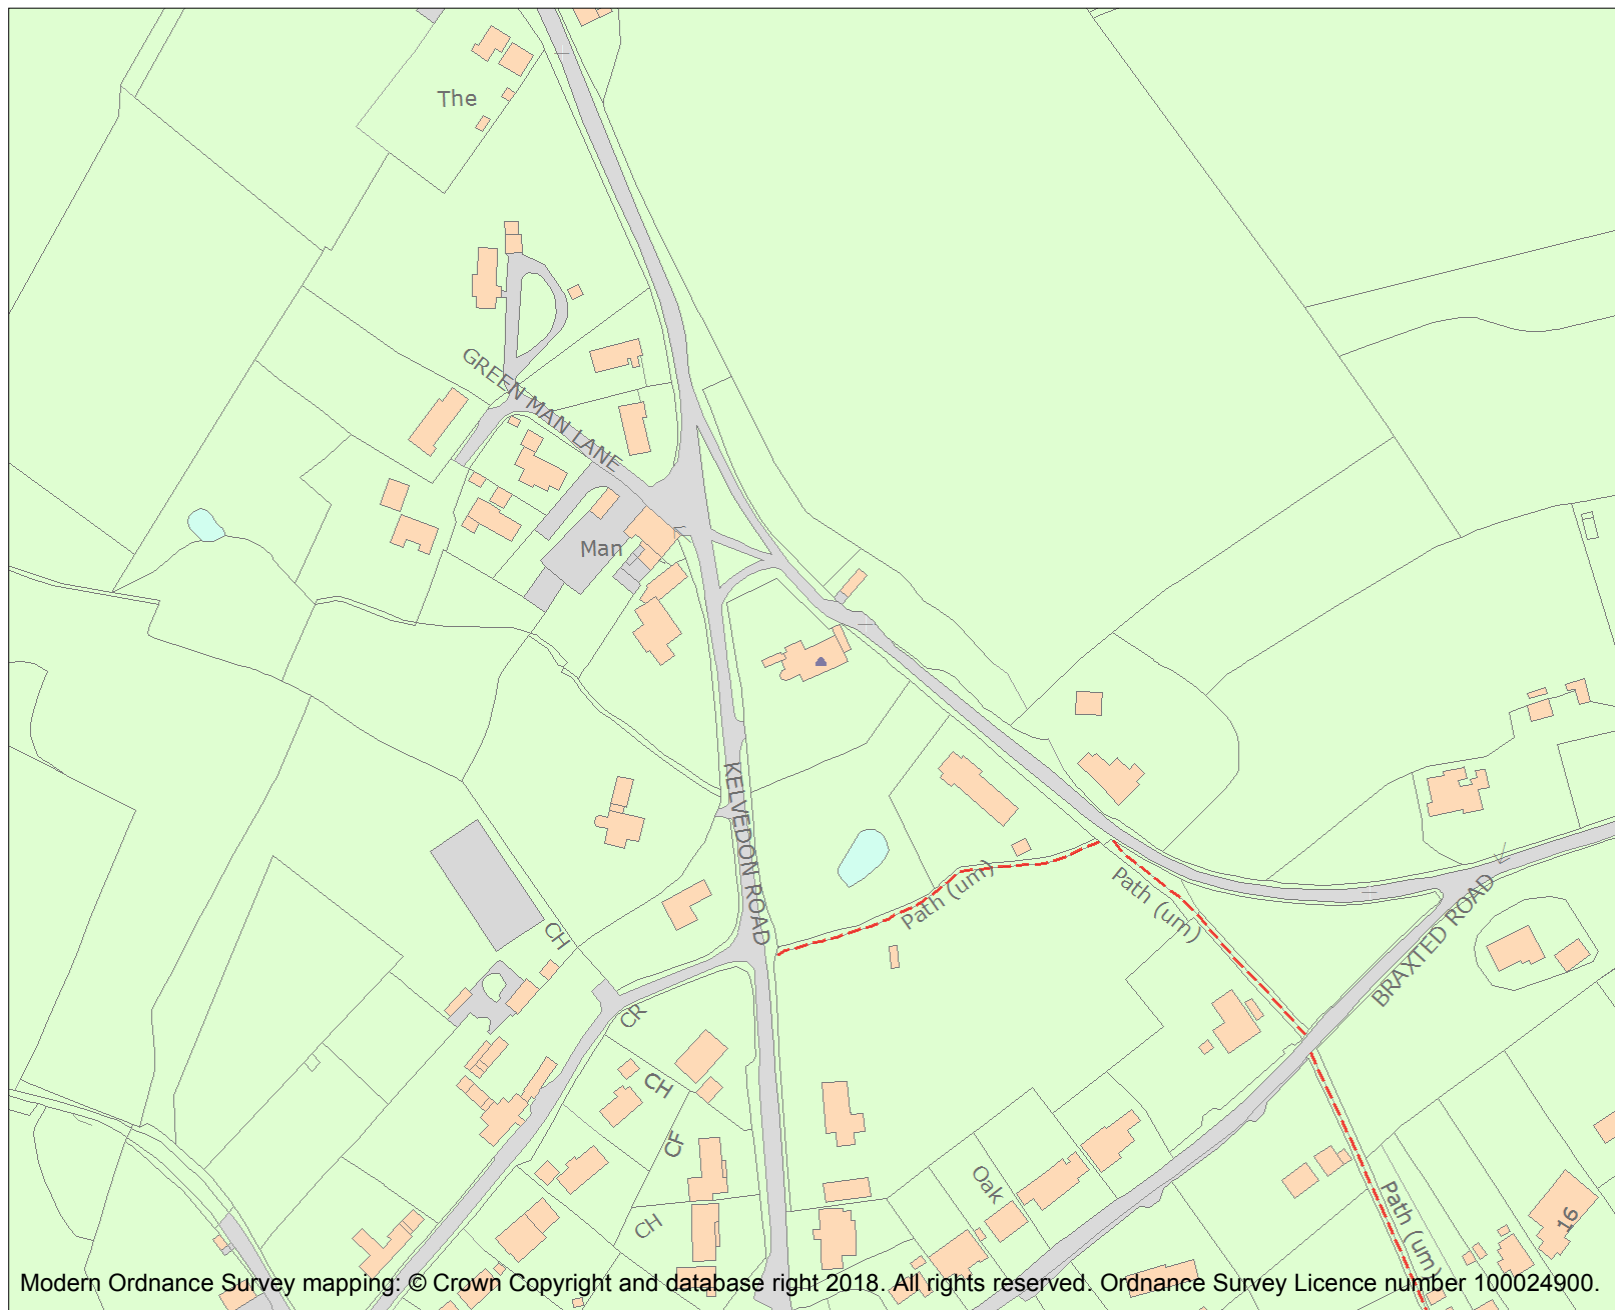 The
GREEN MAN LANE
Man
KELVEDON ROAD
Path (um)
Path (um)
BRAXTED ROAD
CH
CR
CH
CF
CH
Oak
Path (um)
16
Modern Ordnance Survey mapping: © Crown Copyright and database right 2018. All rights reserved. Ordnance Survey Licence number 100024900.